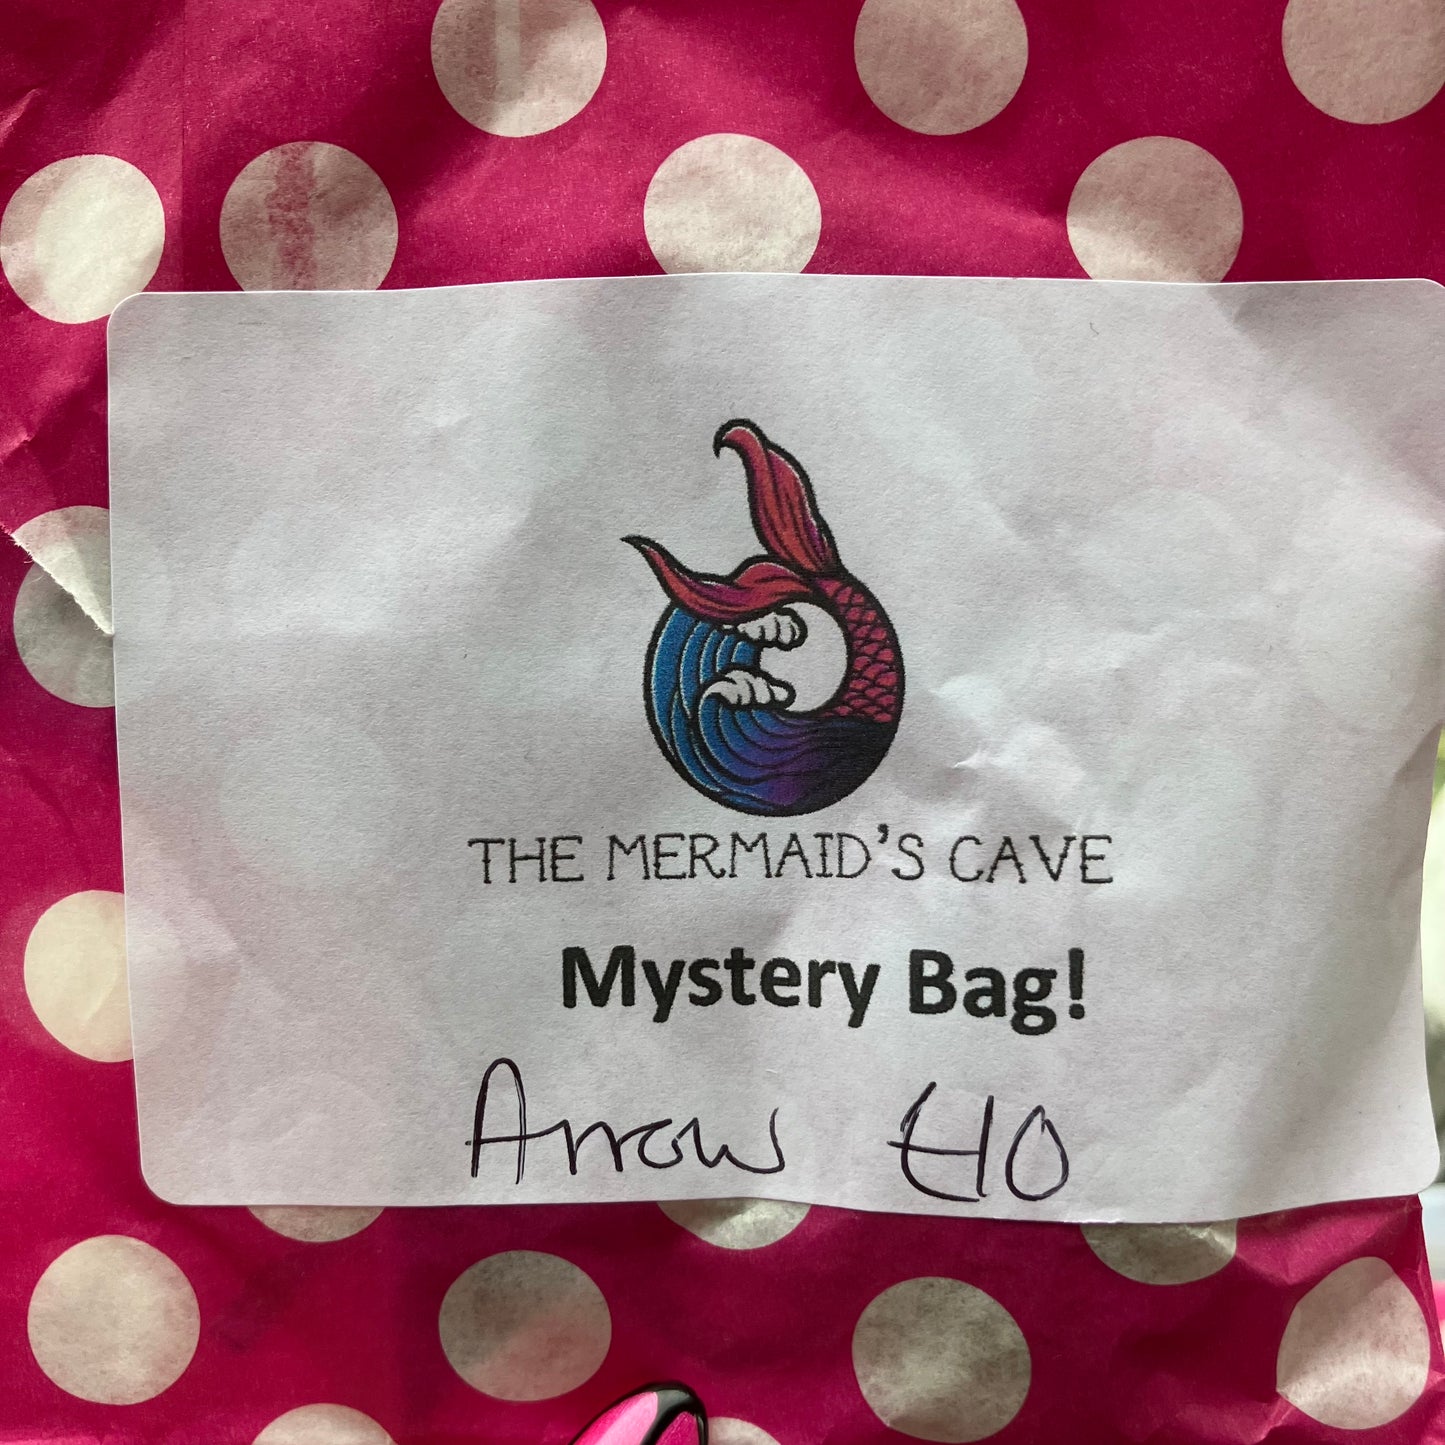 THE MERMAID'S CAVE
Mystery Bag!
Arrow £10